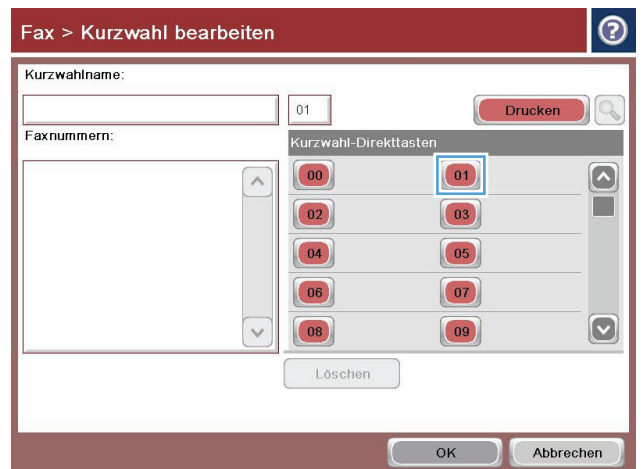 Fax > Kurzwahl bearbeiten
?
Kurzwahlname:
01
Drucken
Faxnummern:
Kurzwahl-Direkttasten
00 01
02 03
04 05
06 07
08 09
Löschen
OK Abbrechen